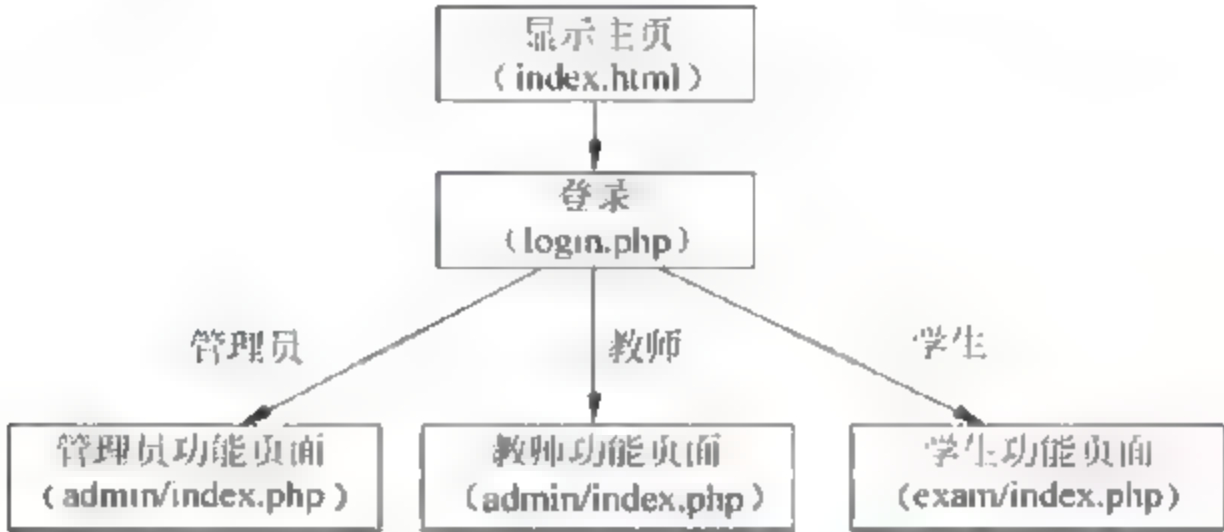 显示主页
（index.html）
登录
（login.php）
管理员
教师
学生
管理员功能页面
（admin/index.php）
教师功能页面
（admin/index.php）
学生功能页面
（exam/index.php）